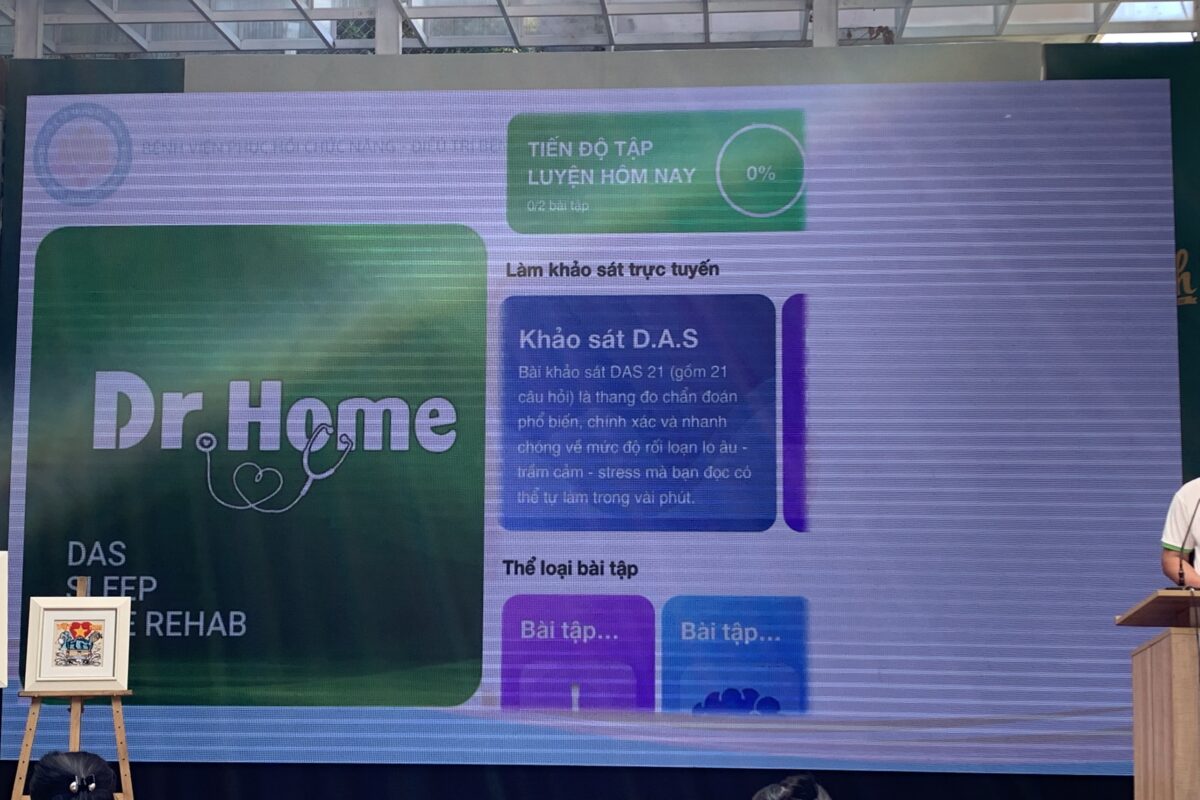 BỆNH VIỆN PHỤC HỒI CHỨC NĂNG - ĐIỀU TRỊ
TIẾN ĐỘ TẬP
LUYỆN HÔM NAY
0%
0/2 bài tập
Làm khảo sát trực tuyến
Khảo sát D.A.S
Bài khảo sát DAS 21 (gồm 21
câu hỏi) là thang đo chẩn đoán
phổ biến, chính xác và nhanh
chóng về mức độ rối loạn lo âu -
trầm cảm - stress mà bạn đọc có
thể tự làm trong vài phút.
Dr.Home
DAS
SLEEP
REHAB
Thể loại bài tập
Bài tập...
Bài tập...